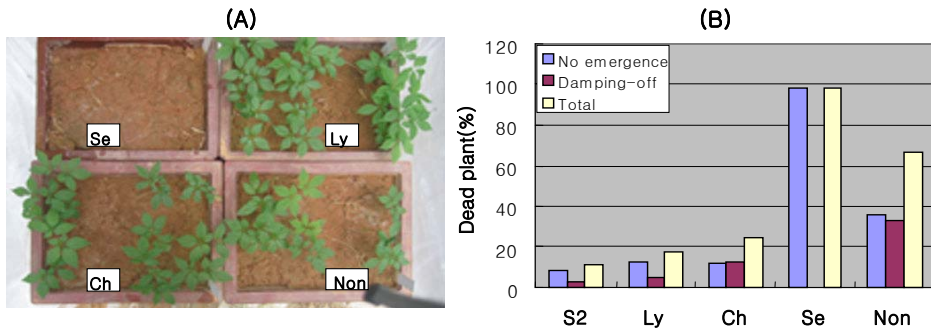 (A)
Se
Ly
Ch
Non
(B)
120
100
80
60
40
20
0
Dead plant(%)
No emergence
Damping-off
Total
S2
Ly
Ch
Se
Non